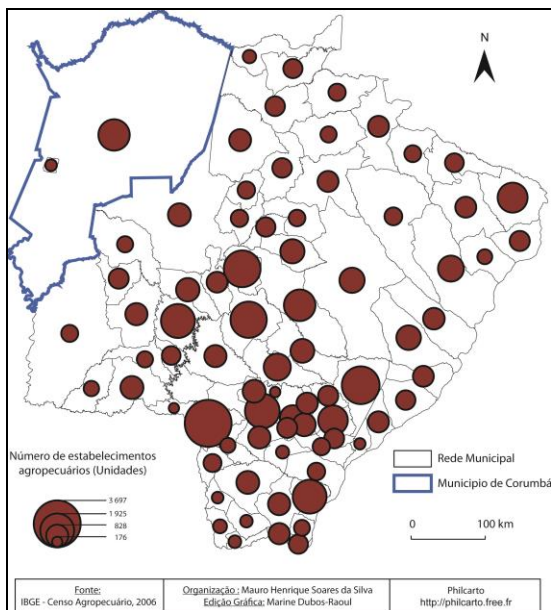 N
Número de estabelecimentos
agropecuários (Unidades)
3 697
1 925
828
176
Rede Municipal
Municipio de Corumbá
0 100 km
Fonte:
IBGE - Censo Agropecuário, 2006
Organização : Mauro Henrique Soares da Silva
Edição Gráfica: Marine Dubos-Raoul
Philcarto
http://philcarto.free.fr